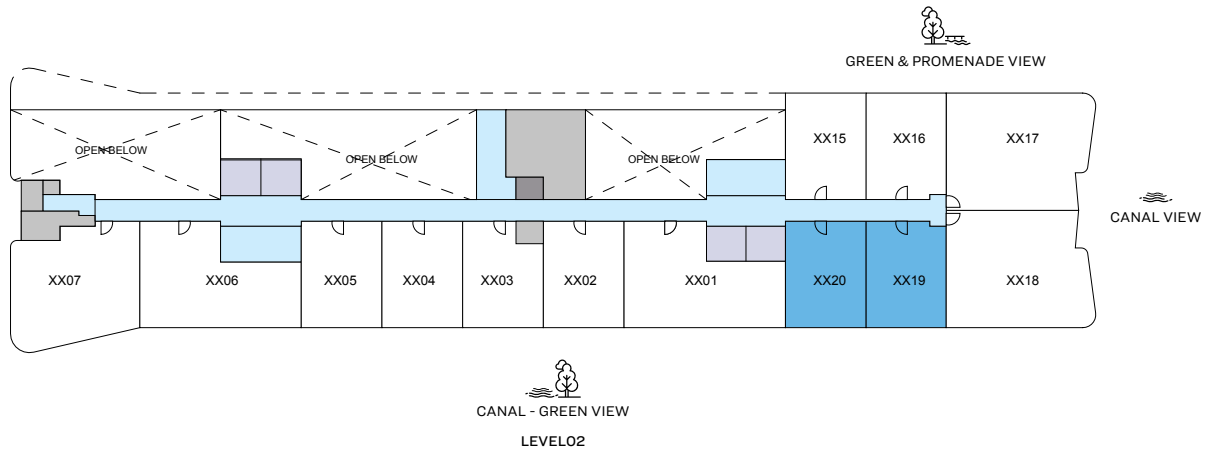 GREEN & PROMENADE VIEW
XX15
XX16
XX17
OPEN BELOW
OPEN BELOW
OPEN BELOW
CANAL VIEW
XX07
XX06
XX05
XX04
XX03
XX02
XX01
XX20
XX19
XX18
CANAL - GREEN VIEW
LEVEL02